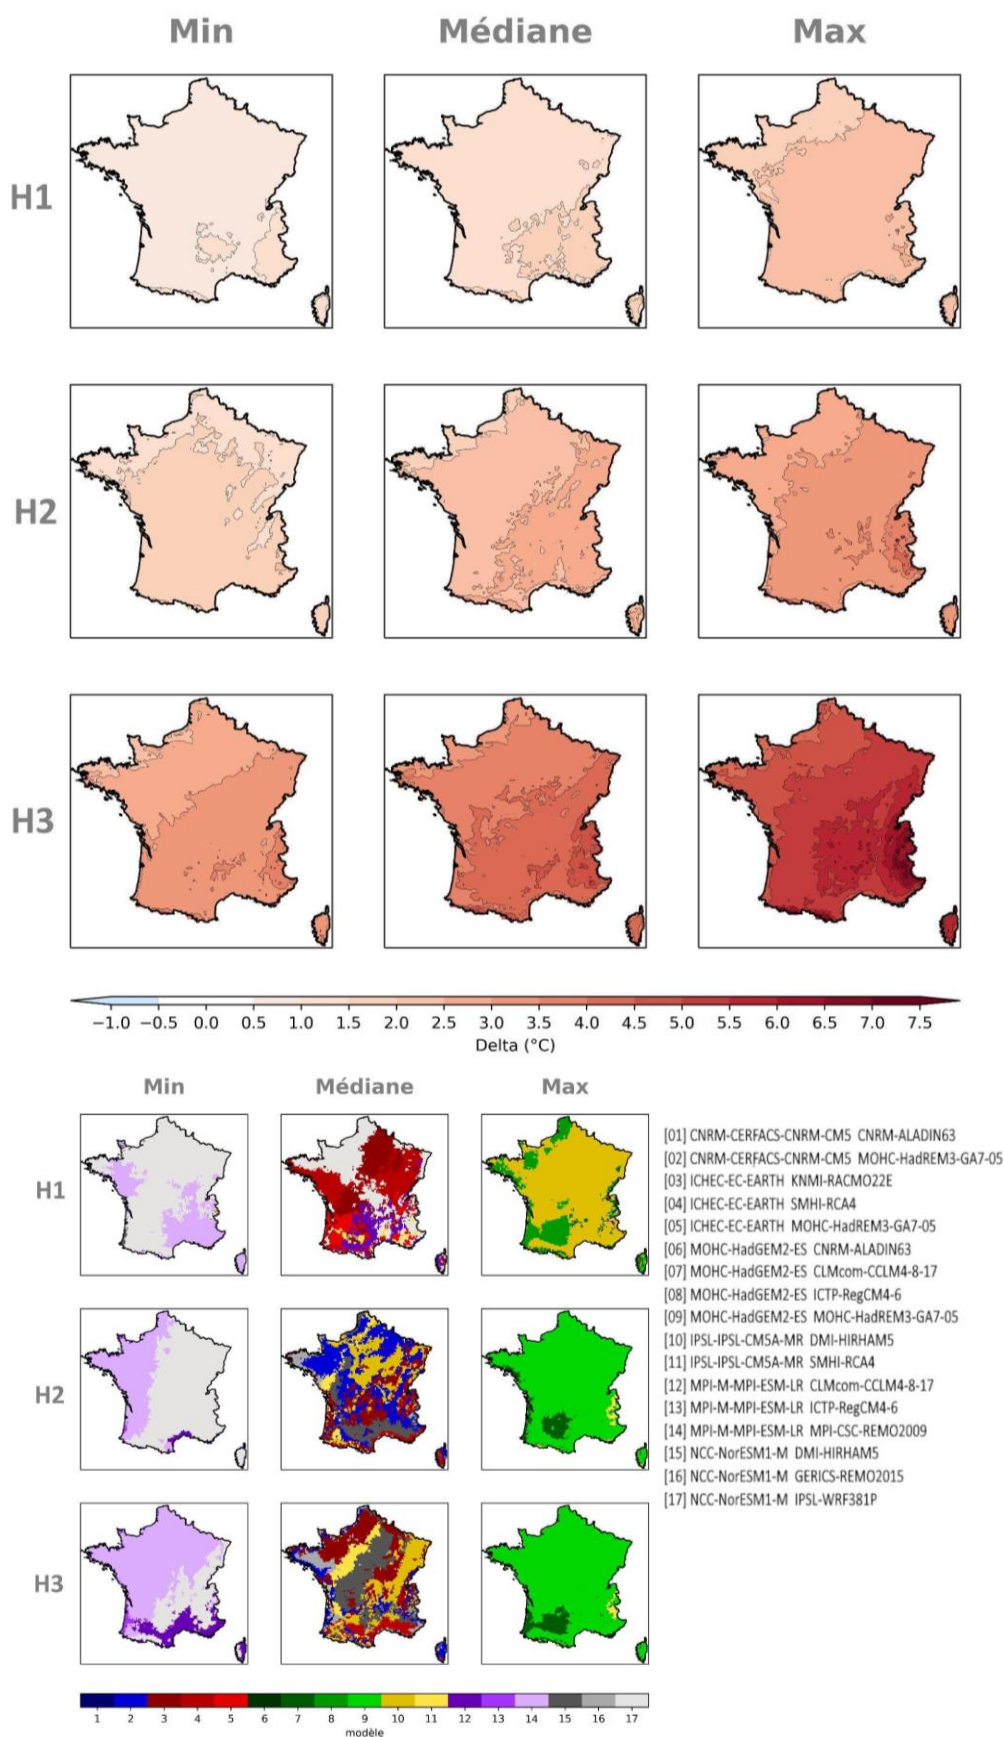 Min Médiane Max
H1
H2
H3
−1.0 −0.5 0.0 0.5 1.0 1.5 2.0 2.5 3.0 3.5 4.0 4.5 5.0 5.5 6.0 6.5 7.0 7.5
Delta (°C)
Min Médiane Max
H1
H2
H3
[01] CNRM-CERFACS-CNRM-CM5 CNRM-ALADIN63
[02] CNRM-CERFACS-CNRM-CM5 MOHC-HadREM3-GA7-05
[03] ICHEC-EC-EARTH KNMI-RACMO22E
[04] ICHEC-EC-EARTH SMHI-RCA4
[05] ICHEC-EC-EARTH MOHC-HadREM3-GA7-05
[06] MOHC-HadGEM2-ES CNRM-ALADIN63
[07] MOHC-HadGEM2-ES CLMcom-CCLM4-8-17
[08] MOHC-HadGEM2-ES ICTP-RegCM4-6
[09] MOHC-HadGEM2-ES MOHC-HadREM3-GA7-05
[10] IPSL-IPSL-CM5A-MR DMI-HIRHAM5
[11] IPSL-IPSL-CM5A-MR SMHI-RCA4
[12] MPI-M-MPI-ESM-LR CLMcom-CCLM4-8-17
[13] MPI-M-MPI-ESM-LR ICTP-RegCM4-6
[14] MPI-M-MPI-ESM-LR MPI-CSC-REMO2009
[15] NCC-NorESM1-M DMI-HIRHAM5
[16] NCC-NorESM1-M GERICS-REMO2015
[17] NCC-NorESM1-M IPSL-WRF381P
1 2 3 4 5 6 7 8 9 10 11 12 13 14 15 16 17
modèle